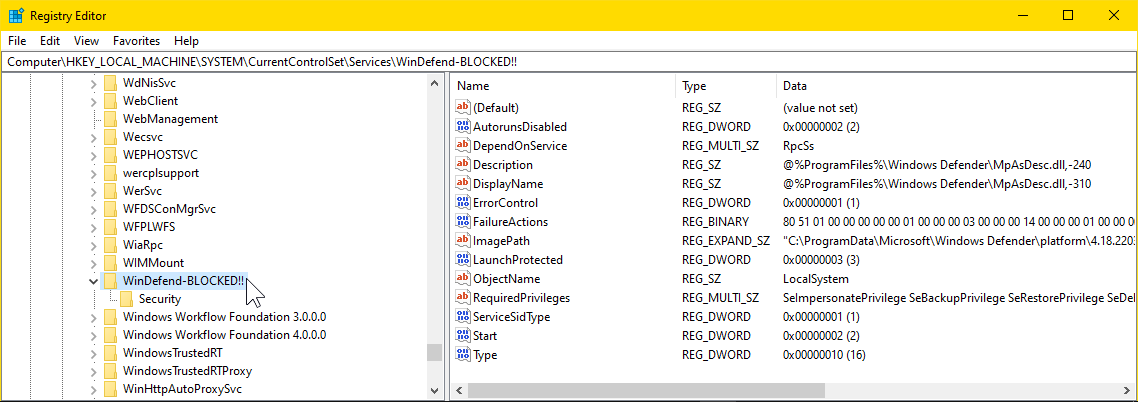 Registry Editor
File Edit View Favorites Help
Computer\HKEY_LOCAL_MACHINE\SYSTEM\CurrentControlSet\Services\WinDefend-BLOCKED!!
WdNisSvc
WebClient
WebManagement
Wecsvc
WEPHOSTSVC
wercplsupport
WerSvc
WFDSConMgrSvc
WFPLWFS
WiaRpc
WIMMount
WinDefend-BLOCKED!!
Security
Windows Workflow Foundation 3.0.0.0
Windows Workflow Foundation 4.0.0.0
WindowsTrustedRT
WindowsTrustedRTProxy
WinHttpAutoProxySvc
Name Type Data
(Default) REG_SZ (value not set)
AutorunsDisabled REG_DWORD 0x00000002 (2)
DependOnService REG_MULTI_SZ RpcSs
Description REG_SZ @%ProgramFiles%\Windows Defender\MpAsDesc.dll,-240
DisplayName REG_SZ @%ProgramFiles%\Windows Defender\MpAsDesc.dll,-310
ErrorControl REG_DWORD 0x00000001 (1)
FailureActions REG_BINARY 80 51 01 00 00 00 00 00 01 00 00 00 03 00 00 00 14 00 00 00 01 00 00 00
ImagePath REG_EXPAND_SZ "C:\ProgramData\Microsoft\Windows Defender\platform\4.18.2203
LaunchProtected REG_DWORD 0x00000003 (3)
ObjectName REG_SZ LocalSystem
RequiredPrivileges REG_MULTI_SZ SeImpersonatePrivilege SeBackupPrivilege SeRestorePrivilege SeDel
ServiceSidType REG_DWORD 0x00000001 (1)
Start REG_DWORD 0x00000002 (2)
Type REG_DWORD 0x00000010 (16)